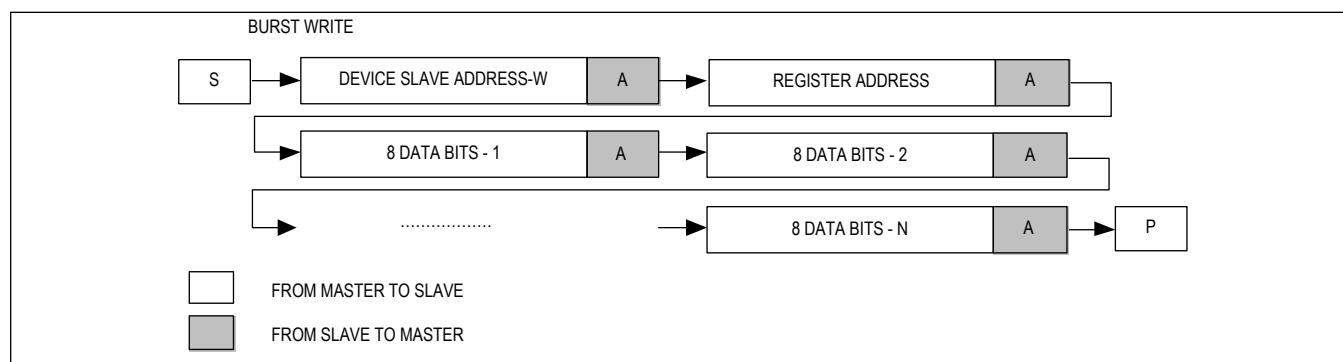 BURST WRITE
S DEVICE SLAVE ADDRESS-W A REGISTER ADDRESS A
8 DATA BITS - 1 A 8 DATA BITS - 2 A
.................. 8 DATA BITS - N A P
FROM MASTER TO SLAVE
FROM SLAVE TO MASTER